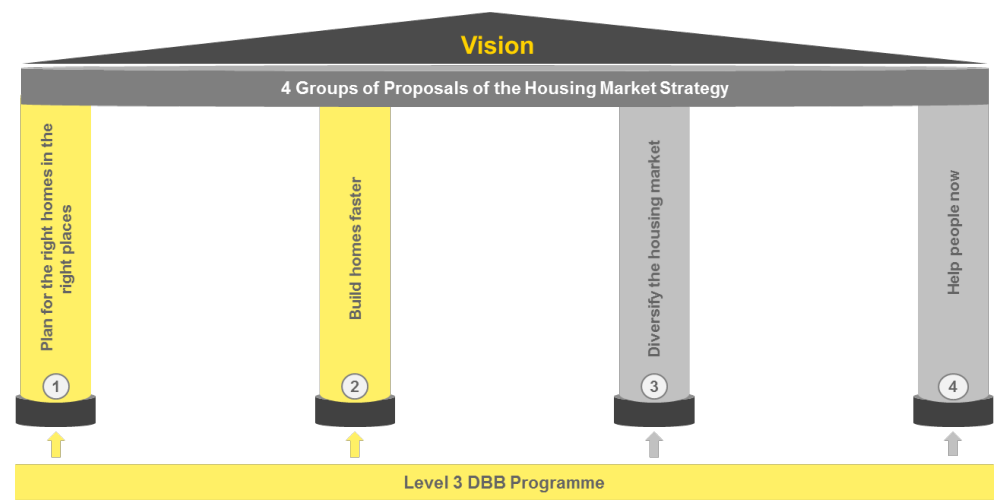 Vision
4 Groups of Proposals of the Housing Market Strategy
Plan for the right homes in the
right places
1
Build homes faster
2
Diversify the housing market
3
Help people now
4
Level 3 DBB Programme